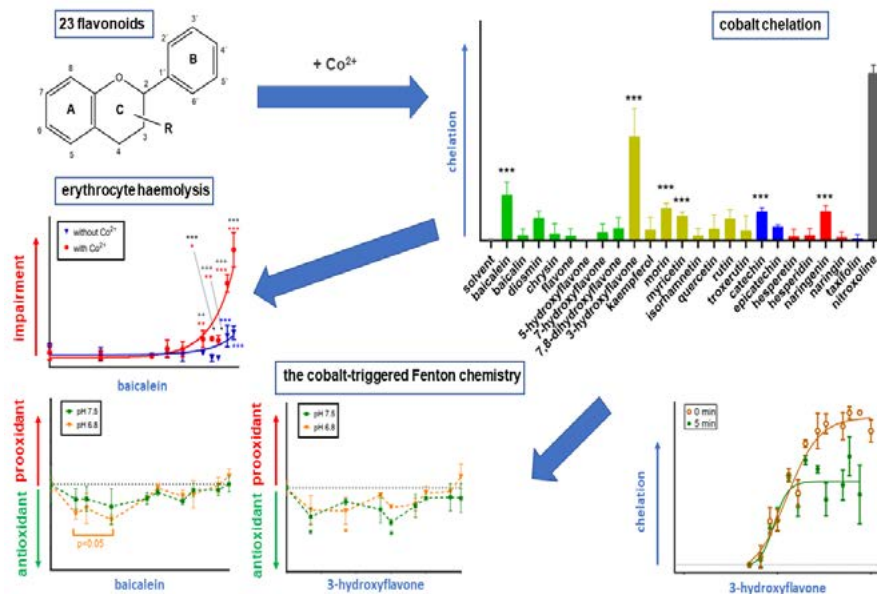 23 flavonoids
3´
2´
4´
B
8
1´
5´
O
7
2
6´
A
C
6
3
R
5
4
+ Co²⁺
cobalt chelation
chelation
***
***
***
***
***
***
solvent
baicalein
baicalin
diosmin
chrysin
flavone
5-hydroxyflavone
7-hydroxyflavone
7,8-dihydroxyflavone
3-hydroxyflavone
kaempferol
morin
myricetin
isorhamnetin
quercetin
rutin
troxerutin
catechin
epicatechin
hesperetin
hesperidin
naringenin
naringin
taxifolin
nitroxoline
erythrocyte haemolysis
without Co²⁺
with Co²⁺
impairment
baicalein
the cobalt-triggered Fenton chemistry
prooxidant
antioxidant
pH 7.5
pH 6.8
p=0.05
baicalein
prooxidant
antioxidant
pH 7.5
pH 6.8
3-hydroxyflavone
0 min
5 min
chelation
3-hydroxyflavone